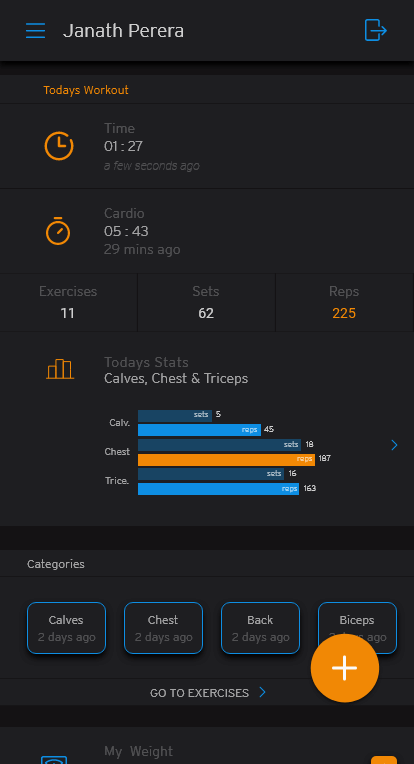 Janath Perera
Todays Workout
Time
01 : 27
a few seconds ago
Cardio
05 : 43
29 mins ago
Exercises Sets Reps
11 62 225
Todays Stats
Calves, Chest & Triceps
Calv. sets 5
reps 45
Chest sets 18
reps 187
Trice. sets 16
reps 163
Categories
Calves Chest Back Biceps
2 days ago 2 days ago 2 days ago 2 days ago
GO TO EXERCISES
My Weight